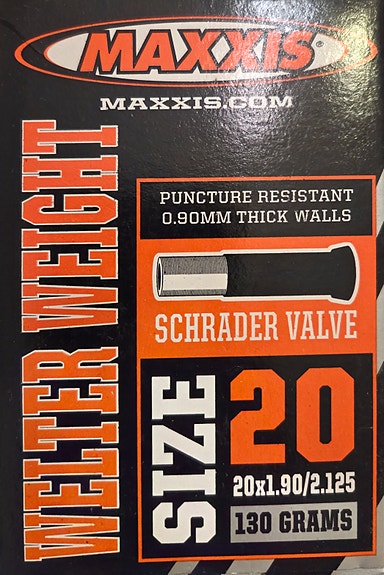 MAXXIS®
MAXXIS.COM
WELTER WEIGHT
PUNCTURE RESISTANT
0.90MM THICK WALLS
SCHRADER VALVE
SIZE
20
20x1.90/2.125
130 GRAMS